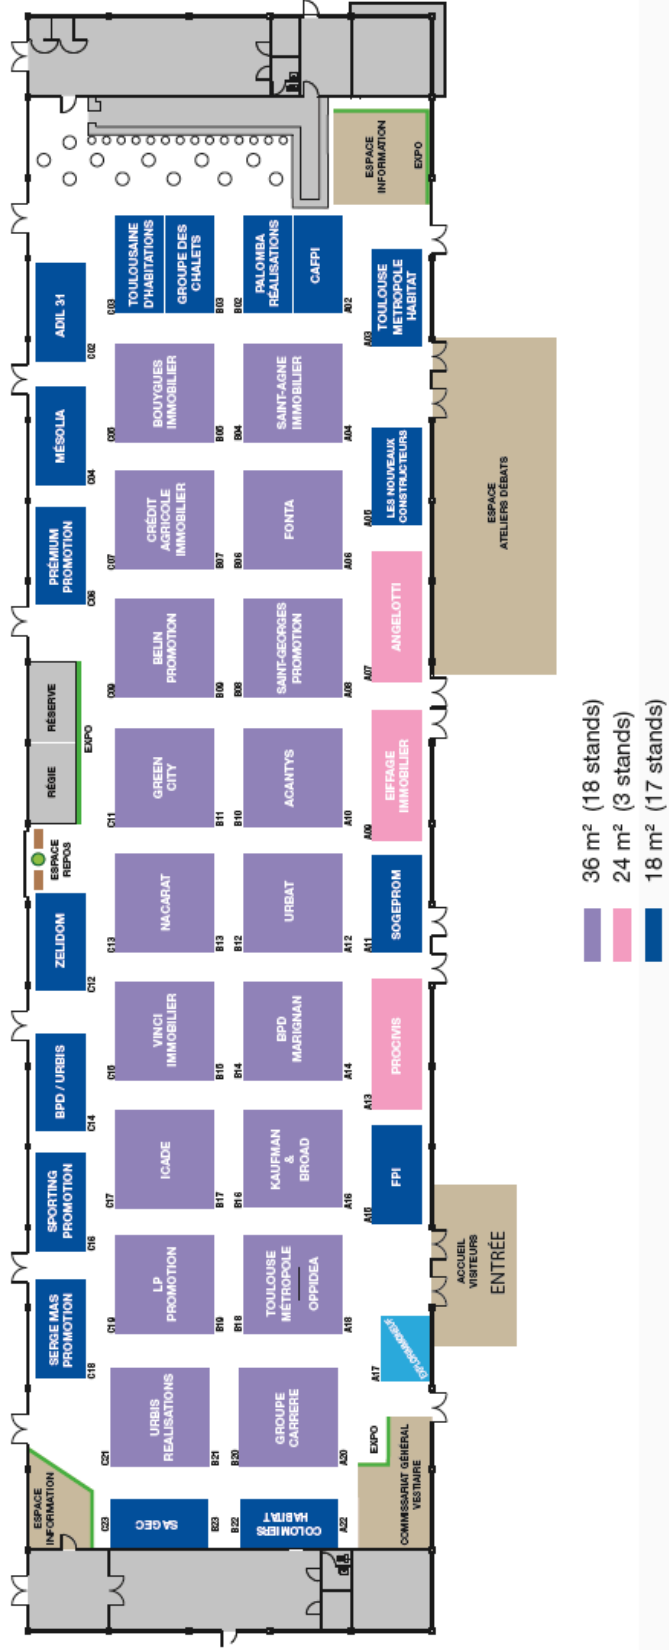 ESPACE
INFORMATION
EXPO
TOULOUSAINE
D'HABITATIONS
GROUPE DES
CHALETS
C03
B03
PALOMBA
RÉALISATIONS
CAFPI
B02
A02
ADIL 31
C02
TOULOUSE
METROPOLE
HABITAT
A03
BOUYGUES
IMMOBILIER
C05
B05
SAINT-AGNE
IMMOBILIER
B04
A04
MÉSOLIA
C04
LES NOUVEAUX
CONSTRUCTEURS
A05
ESPACE
ATELIERS DÉBATS
CRÉDIT
AGRICOLE
IMMOBILIER
C07
B07
FONTA
B06
A06
PRÉMIUM
PROMOTION
C06
ANGELOTTI
A07
BELIN
PROMOTION
C09
B09
SAINT-GEORGES
PROMOTION
B08
A08
RÉSERVE
RÉGIE
EXPO
EIFFAGE
IMMOBILIER
A09
GREEN
CITY
C11
B11
ACANTYS
B10
A10
ESPACE
REPOS
NACARAT
C13
B13
URBAT
B12
A12
SOGEPROM
A11
ZELIDOM
C12
VINCI
IMMOBILIER
C15
B15
BPD
MARIGNAN
B14
A14
PROCIVIS
A13
BPD / URBIS
C14
ICADE
C17
B17
KAUFMAN
&
BROAD
B16
A16
FPI
A15
SPORTING
PROMOTION
C16
LP
PROMOTION
C19
B19
TOULOUSE
MÉTROPOLE
OPPIDEA
B18
A18
ACCUEIL
VISITEURS
ENTRÉE
SERGE MAS
PROMOTION
C18
A17
URBIS
REALISATIONS
C21
B21
GROUPE
CARRERE
B20
A20
EXPO
COMMISSARIAT GÉNÉRAL
VESTIAIRE
ESPACE
INFORMATION
SAGEC
C23
B23
COLOMIERS
HABITAT
B22
A22
36 m² (18 stands)
24 m² (3 stands)
18 m² (17 stands)